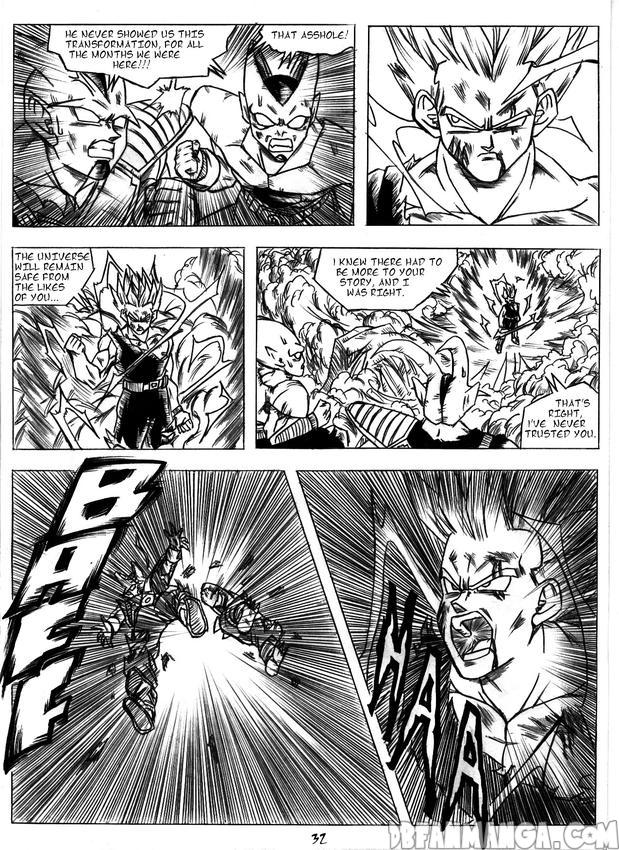 HE NEVER SHOWED US THIS
TRANSFORMATION, FOR ALL
THE MONTHS WE WERE
HERE!!!
THAT ASSHOLE!
THE UNIVERSE
WILL REMAIN
SAFE FROM
THE LIKES
OF YOU...
I KNEW THERE HAD TO
BE MORE TO YOUR
STORY, AND I
WAS RIGHT.
THAT'S
RIGHT,
I'VE NEVER
TRUSTED YOU.
BAFF
HAA
32
DBFANMANGA.COM